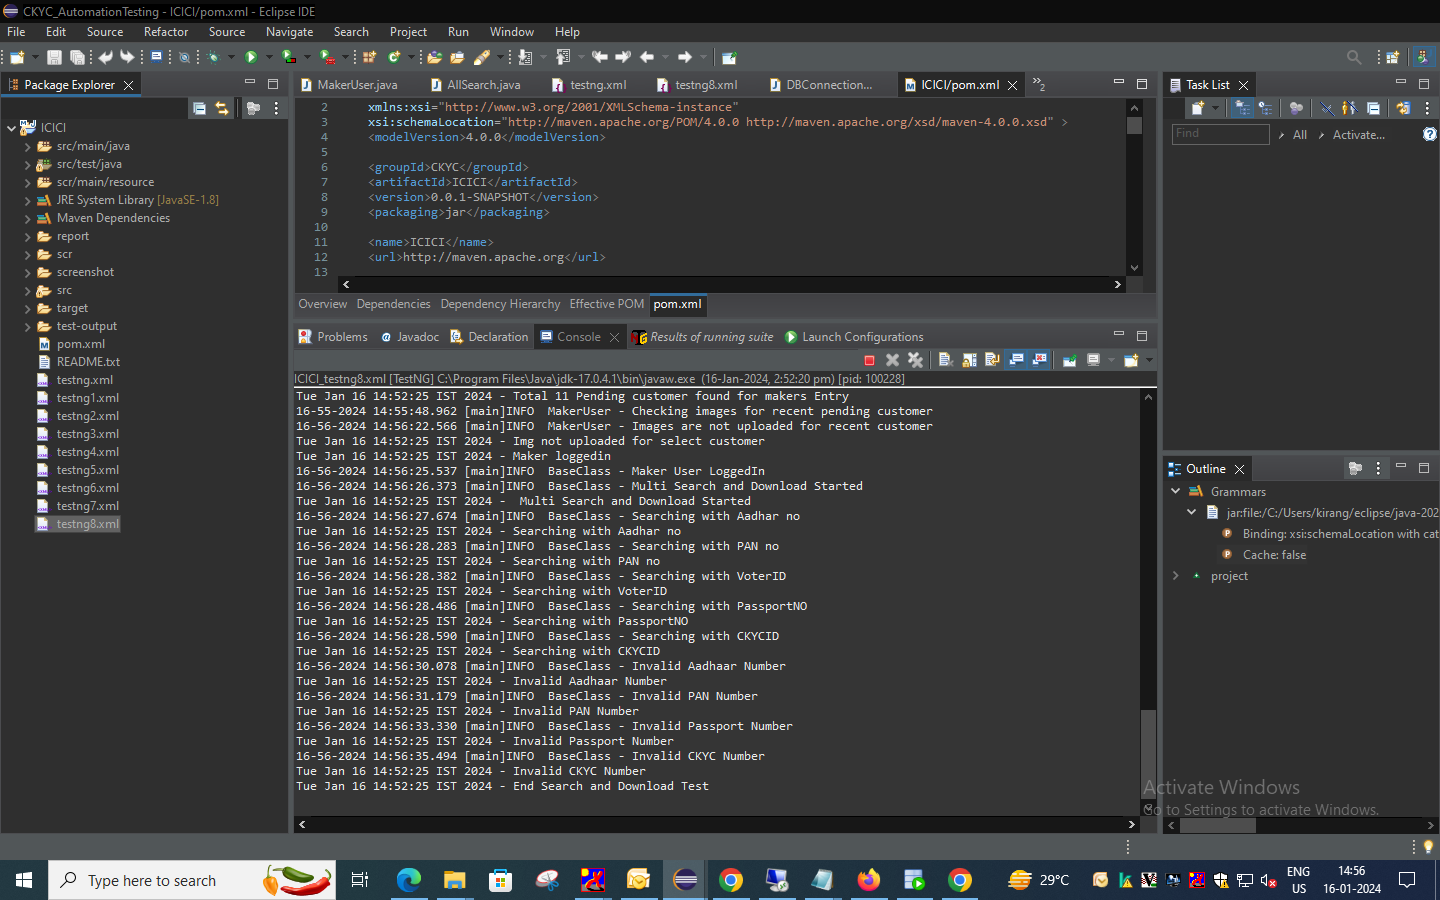 CKYC_AutomationTesting - ICICI/pom.xml - Eclipse IDE
File Edit Source Refactor Source Navigate Search Project Run Window Help
Package Explorer
ICICI
src/main/java
src/test/java
scr/main/resource
JRE System Library [JavaSE-1.8]
Maven Dependencies
report
scr
screenshot
src
target
test-output
pom.xml
README.txt
testng.xml
testng1.xml
testng2.xml
testng3.xml
testng4.xml
testng5.xml
testng6.xml
testng7.xml
testng8.xml
MakerUser.java AllSearch.java testng.xml testng8.xml DBConnection... ICICI/pom.xml »2
2 xmlns:xsi="http://www.w3.org/2001/XMLSchema-instance"
3 xsi:schemaLocation="http://maven.apache.org/POM/4.0.0 http://maven.apache.org/xsd/maven-4.0.0.xsd" >
4 <modelVersion>4.0.0</modelVersion>
5
6 <groupId>CKYC</groupId>
7 <artifactId>ICICI</artifactId>
8 <version>0.0.1-SNAPSHOT</version>
9 <packaging>jar</packaging>
10
11 <name>ICICI</name>
12 <url>http://maven.apache.org</url>
13
Overview Dependencies Dependency Hierarchy Effective POM pom.xml
Problems Javadoc Declaration Console Results of running suite Launch Configurations
ICICI_testng8.xml [TestNG] C:\Program Files\Java\jdk-17.0.4.1\bin\javaw.exe (16-Jan-2024, 2:52:20 pm) [pid: 100228]
Tue Jan 16 14:52:25 IST 2024 - Total 11 Pending customer found for makers Entry
16-55-2024 14:55:48.962 [main]INFO  MakerUser - Checking images for recent pending customer
16-56-2024 14:56:22.566 [main]INFO  MakerUser - Images are not uploaded for recent customer
Tue Jan 16 14:52:25 IST 2024 - Img not uploaded for select customer
Tue Jan 16 14:52:25 IST 2024 - Maker loggedin
16-56-2024 14:56:25.537 [main]INFO  BaseClass - Maker User LoggedIn
16-56-2024 14:56:26.373 [main]INFO  BaseClass - Multi Search and Download Started
Tue Jan 16 14:52:25 IST 2024 -  Multi Search and Download Started
16-56-2024 14:56:27.674 [main]INFO  BaseClass - Searching with Aadhar no
Tue Jan 16 14:52:25 IST 2024 - Searching with Aadhar no
16-56-2024 14:56:28.283 [main]INFO  BaseClass - Searching with PAN no
Tue Jan 16 14:52:25 IST 2024 - Searching with PAN no
16-56-2024 14:56:28.382 [main]INFO  BaseClass - Searching with VoterID
Tue Jan 16 14:52:25 IST 2024 - Searching with VoterID
16-56-2024 14:56:28.486 [main]INFO  BaseClass - Searching with PassportNO
Tue Jan 16 14:52:25 IST 2024 - Searching with PassportNO
16-56-2024 14:56:28.590 [main]INFO  BaseClass - Searching with CKYCID
Tue Jan 16 14:52:25 IST 2024 - Searching with CKYCID
16-56-2024 14:56:30.078 [main]INFO  BaseClass - Invalid Aadhaar Number
Tue Jan 16 14:52:25 IST 2024 - Invalid Aadhaar Number
16-56-2024 14:56:31.179 [main]INFO  BaseClass - Invalid PAN Number
Tue Jan 16 14:52:25 IST 2024 - Invalid PAN Number
16-56-2024 14:56:33.330 [main]INFO  BaseClass - Invalid Passport Number
Tue Jan 16 14:52:25 IST 2024 - Invalid Passport Number
16-56-2024 14:56:35.494 [main]INFO  BaseClass - Invalid CKYC Number
Tue Jan 16 14:52:25 IST 2024 - Invalid CKYC Number
Tue Jan 16 14:52:25 IST 2024 - End Search and Download Test
Task List
Find All Activate...
Outline
Grammars
jar:file:/C:/Users/kirang/eclipse/java-202
Binding: xsi:schemaLocation with cat
Cache: false
project
Activate Windows
Go to Settings to activate Windows.
Type here to search
29°C
ENG
US
14:56
16-01-2024